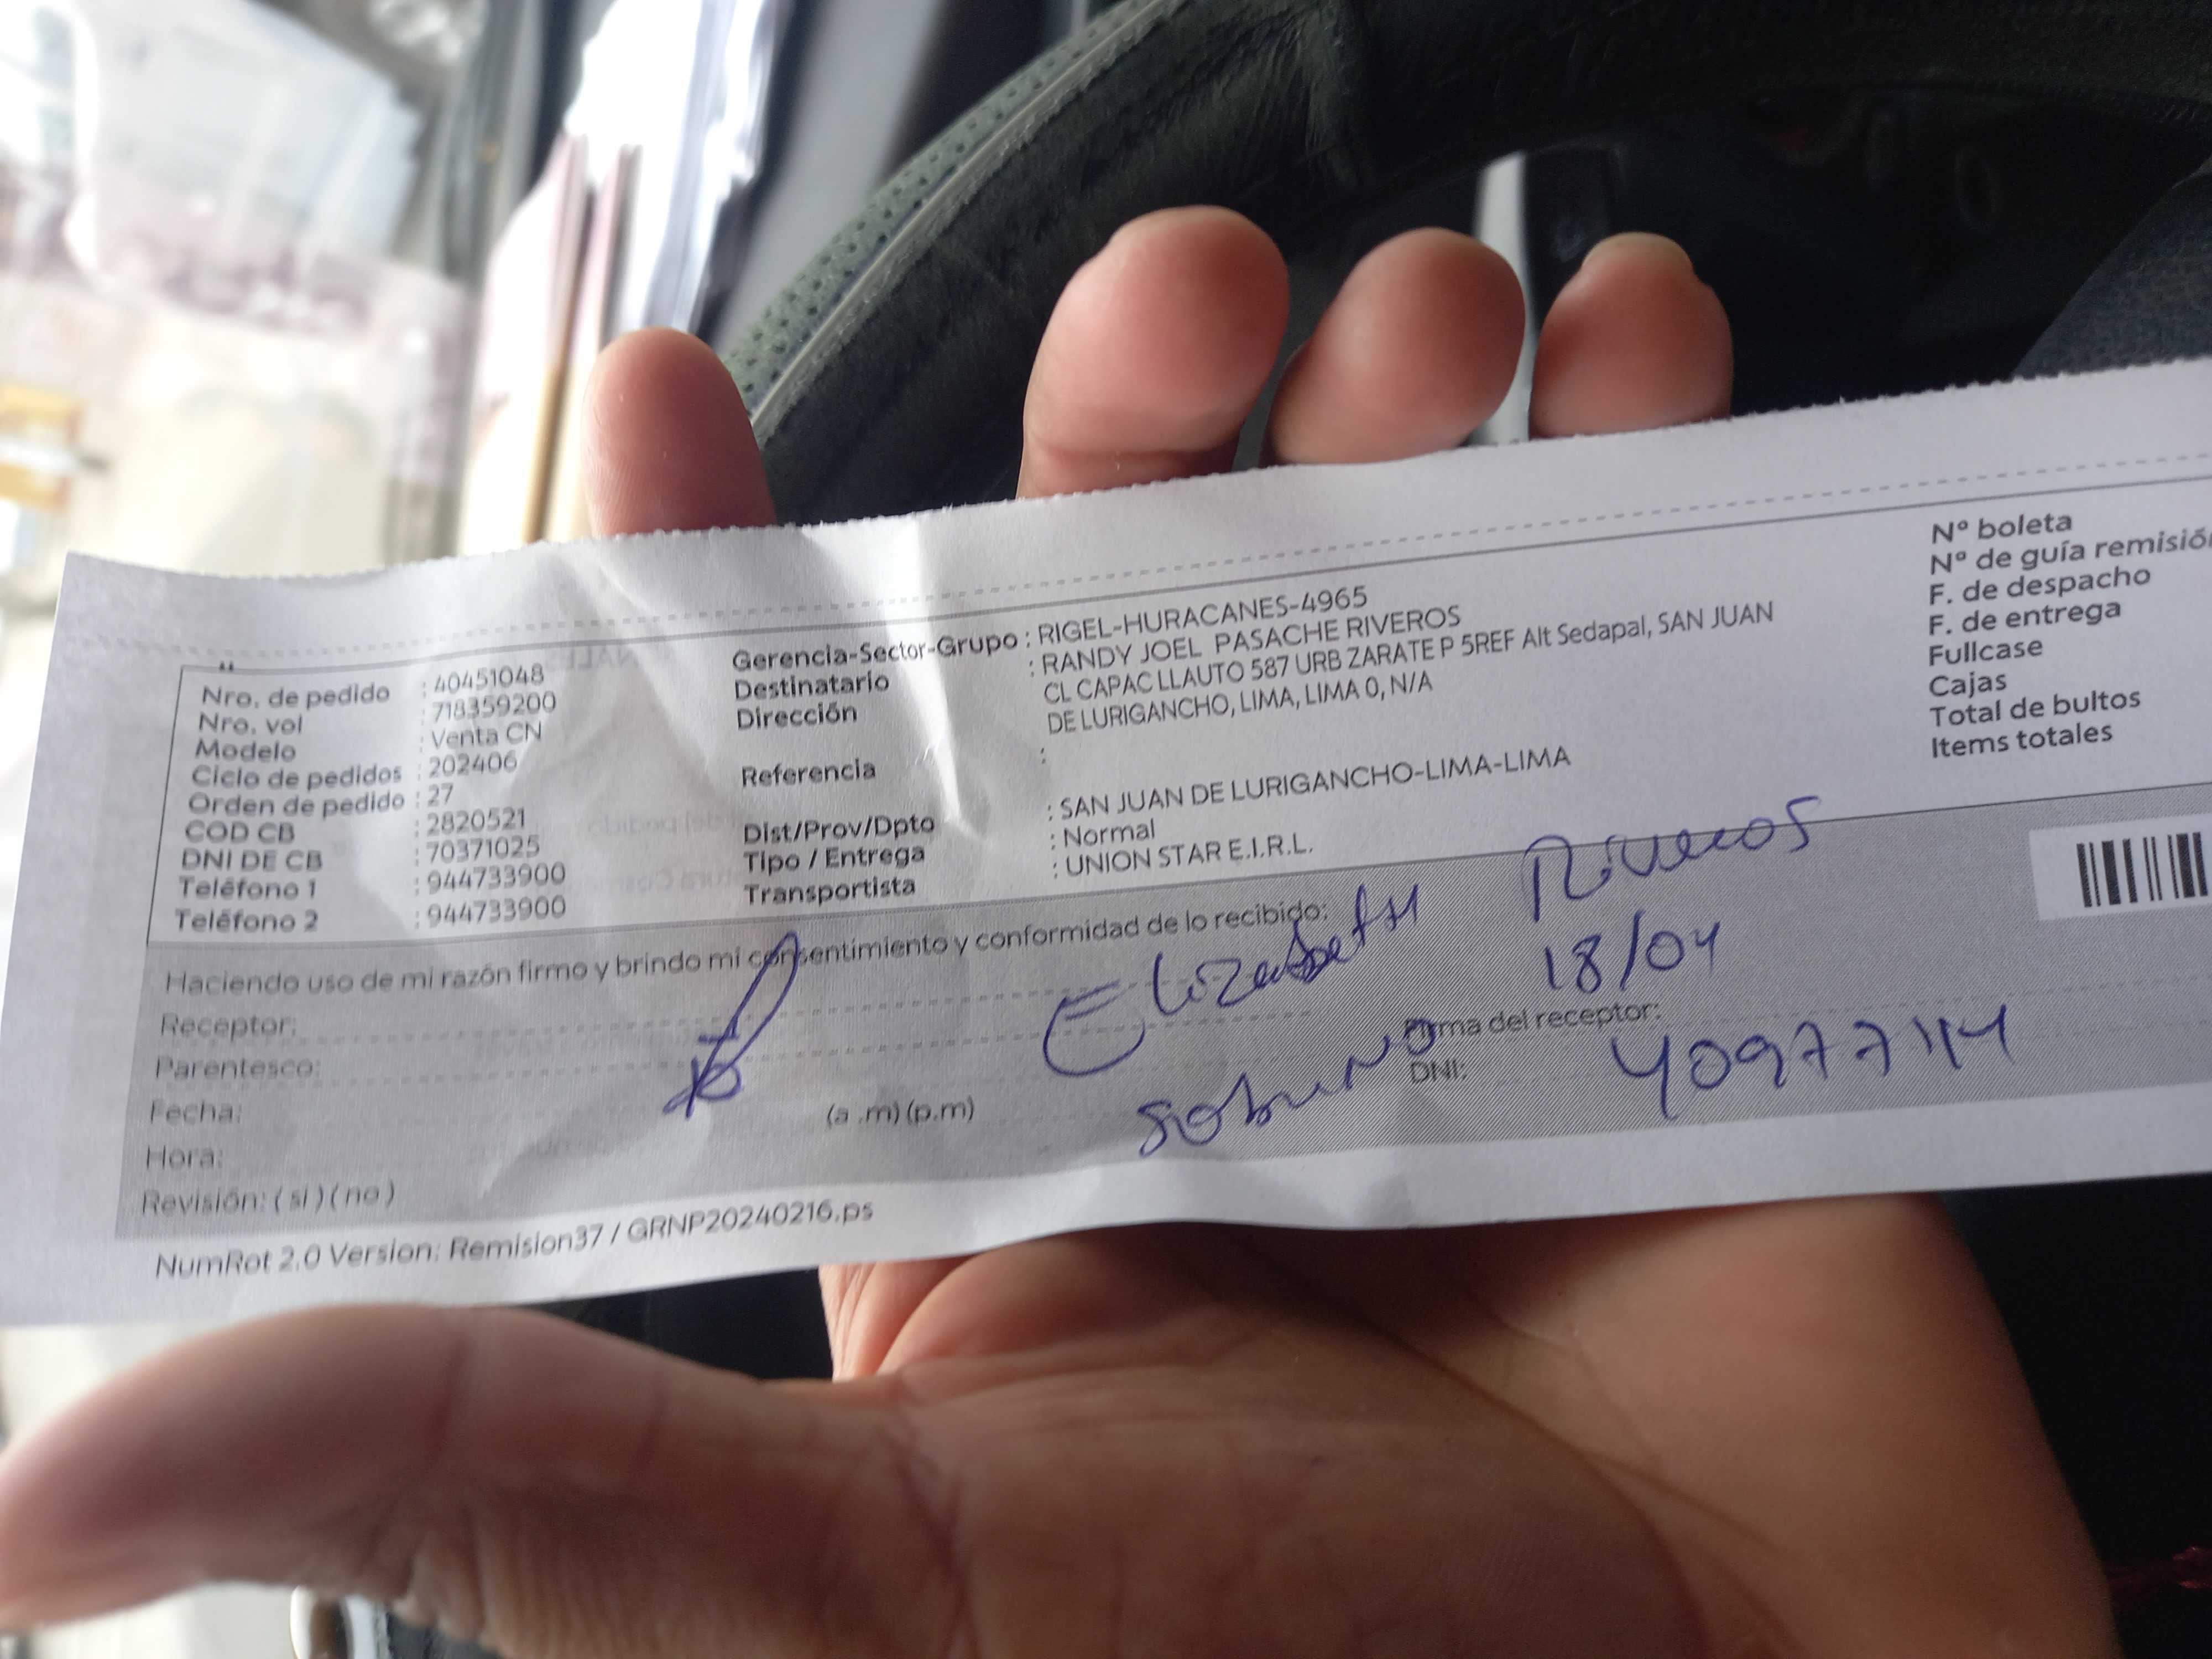 Nro. de pedido : 40451048
Nro. vol : 718359200
Modelo : Venta CN
Ciclo de pedidos : 202406
Orden de pedido : 27
COD CB : 2820521
DNI DE CB : 70371025
Teléfono 1 : 944733900
Teléfono 2 : 944733900
Gerencia-Sector-Grupo : RIGEL-HURACANES-4965
Destinatario : RANDY JOEL PASACHE RIVEROS
Dirección CL CAPAC LLAUTO 587 URB ZARATE P 5REF Alt Sedapal, SAN JUAN
DE LURIGANCHO, LIMA, LIMA 0, N/A
Referencia :
Dist/Prov/Dpto : SAN JUAN DE LURIGANCHO-LIMA-LIMA
Tipo / Entrega : Normal
Transportista : UNION STAR E.I.R.L.
Nº boleta
Nº de guía remisió
F. de despacho
F. de entrega
Fullcase
Cajas
Total de bultos
Items totales
Haciendo uso de mi razón firmo y brindo mi consentimiento y conformidad de lo recibido:
Elizabeth Riveros
18/04
Receptor:
Parentesco:
Fecha:
Hora: (a .m) (p.m)
Revisión: ( si ) ( no )
Firma del receptor:
DNI: 40977114
NumRot 2.0 Version: Remision37 / GRNP20240216.ps